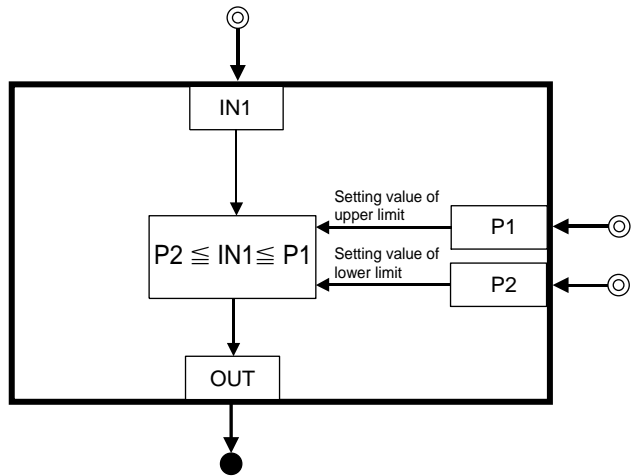 IN1
Setting value of
upper limit
P1
P2 ≦ IN1≦ P1
Setting value of
lower limit
P2
OUT